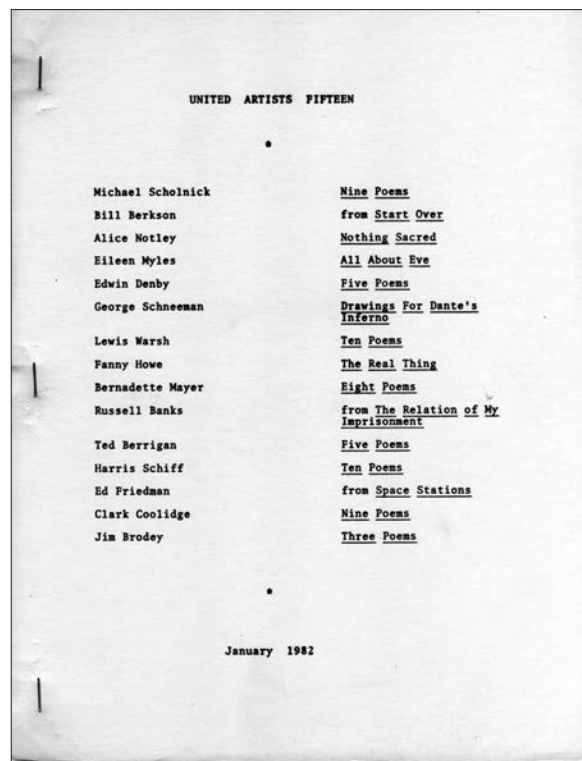 UNITED ARTISTS FIFTEEN
*
Michael Scholnick Nine Poems
Bill Berkson from Start Over
Alice Notley Nothing Sacred
Eileen Myles All About Eve
Edwin Denby Five Poems
George Schneeman Drawings For Dante's
Inferno
Lewis Warsh Ten Poems
Fanny Howe The Real Thing
Bernadette Mayer Eight Poems
Russell Banks from The Relation of My
Imprisonment
Ted Berrigan Five Poems
Harris Schiff Ten Poems
Ed Friedman from Space Stations
Clark Coolidge Nine Poems
Jim Brodey Three Poems
*
January 1982